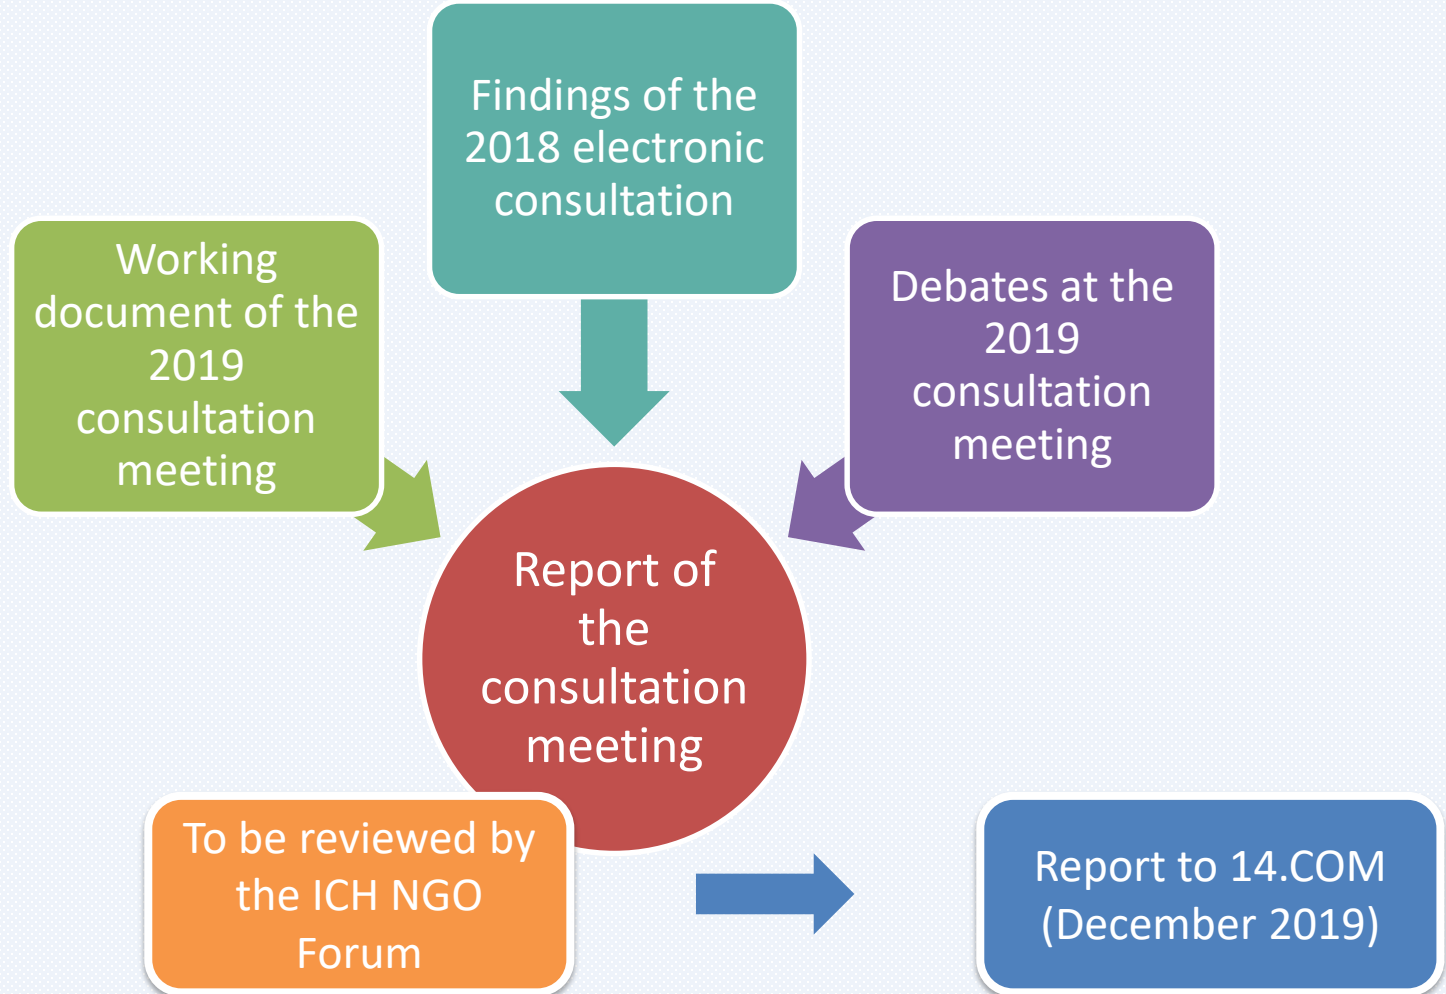 Findings of the
2018 electronic
consultation
Working
document of the
2019
consultation
meeting
Debates at the
2019
consultation
meeting
Report of
the
consultation
meeting
To be reviewed by
the ICH NGO
Forum
Report to 14.COM
(December 2019)